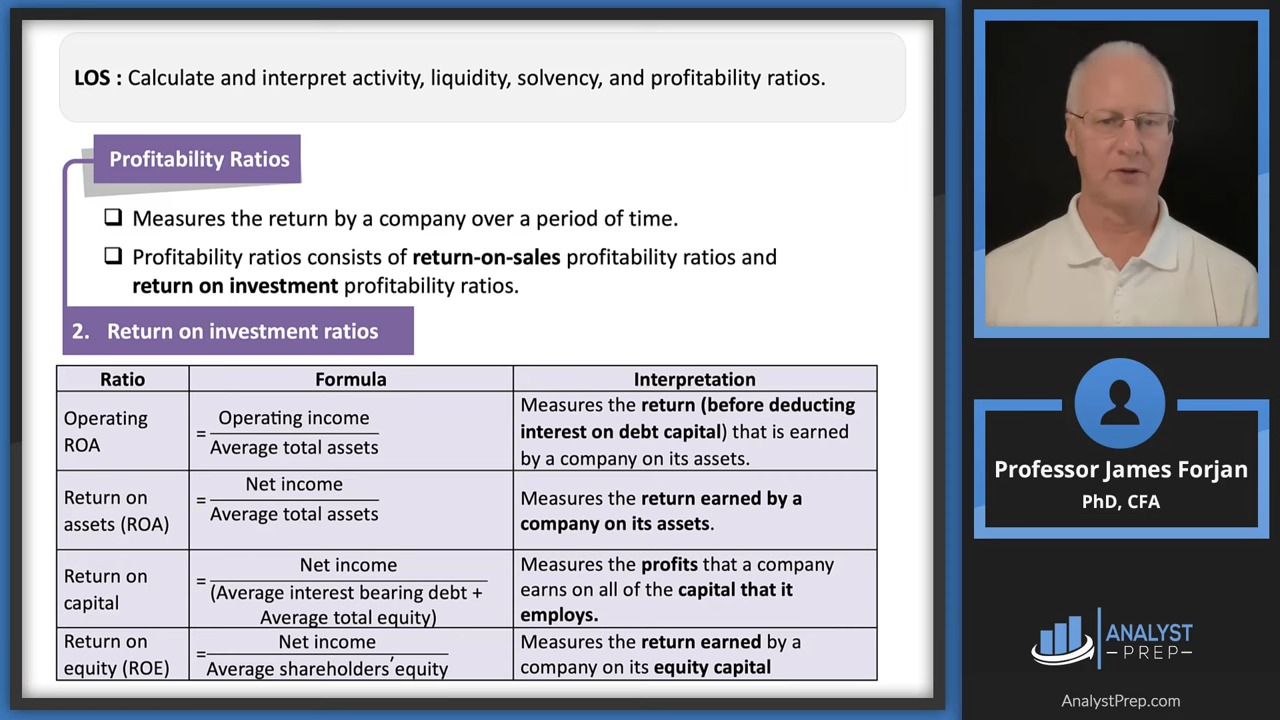 LOS : Calculate and interpret activity, liquidity, solvency, and profitability ratios.
Profitability Ratios
❑ Measures the return by a company over a period of time.
❑ Profitability ratios consists of return-on-sales profitability ratios and
return on investment profitability ratios.
2. Return on investment ratios
Ratio
Formula
Interpretation
Operating
ROA
= Operating income
Average total assets
Measures the return (before deducting
interest on debt capital) that is earned
by a company on its assets.
Return on
assets (ROA)
= Net income
Average total assets
Measures the return earned by a
company on its assets.
Return on
capital
= Net income
(Average interest bearing debt +
Average total equity)
Measures the profits that a company
earns on all of the capital that it
employs.
Return on
equity (ROE)
= Net income
Average shareholders′equity
Measures the return earned by a
company on its equity capital
Professor James Forjan
PhD, CFA
ANALYST
—PREP—
AnalystPrep.com